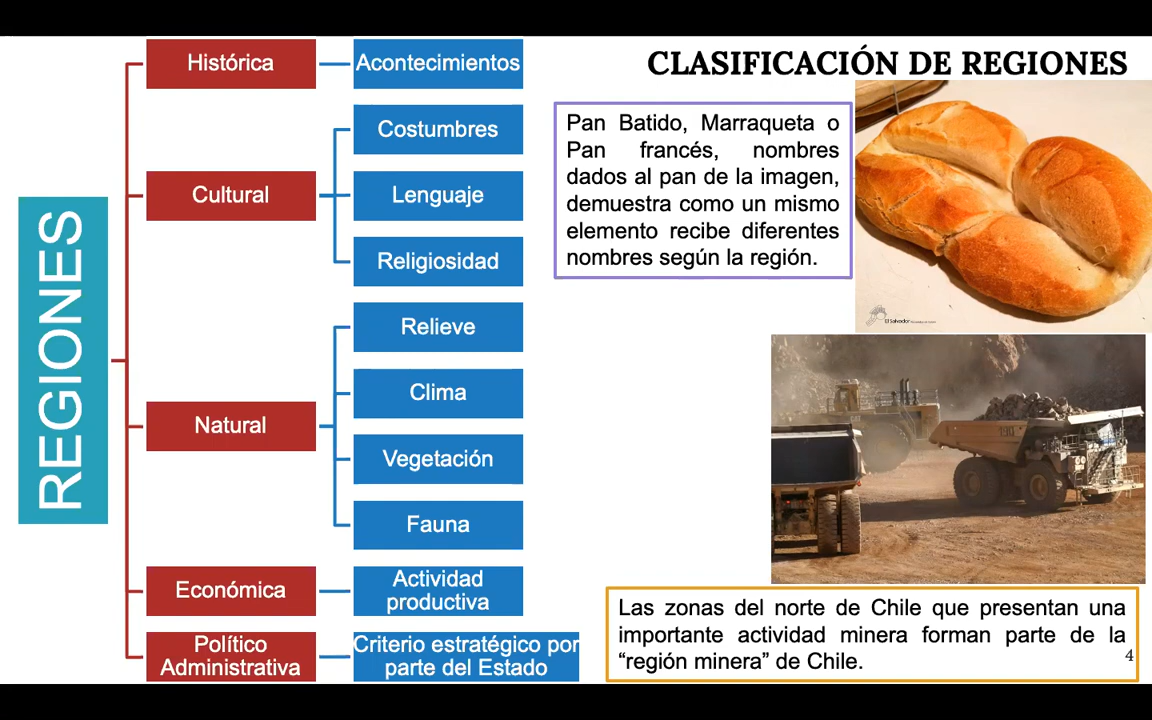 CLASIFICACIÓN DE REGIONES
REGIONES
Histórica
Acontecimientos
Cultural
Costumbres
Lenguaje
Religiosidad
Natural
Relieve
Clima
Vegetación
Fauna
Económica
Actividad
productiva
Político
Administrativa
Criterio estratégico por
parte del Estado
Pan Batido, Marraqueta o
Pan francés, nombres
dados al pan de la imagen,
demuestra como un mismo
elemento recibe diferentes
nombres según la región.
El Salvador
Las zonas del norte de Chile que presentan una
importante actividad minera forman parte de la
“región minera” de Chile.
4